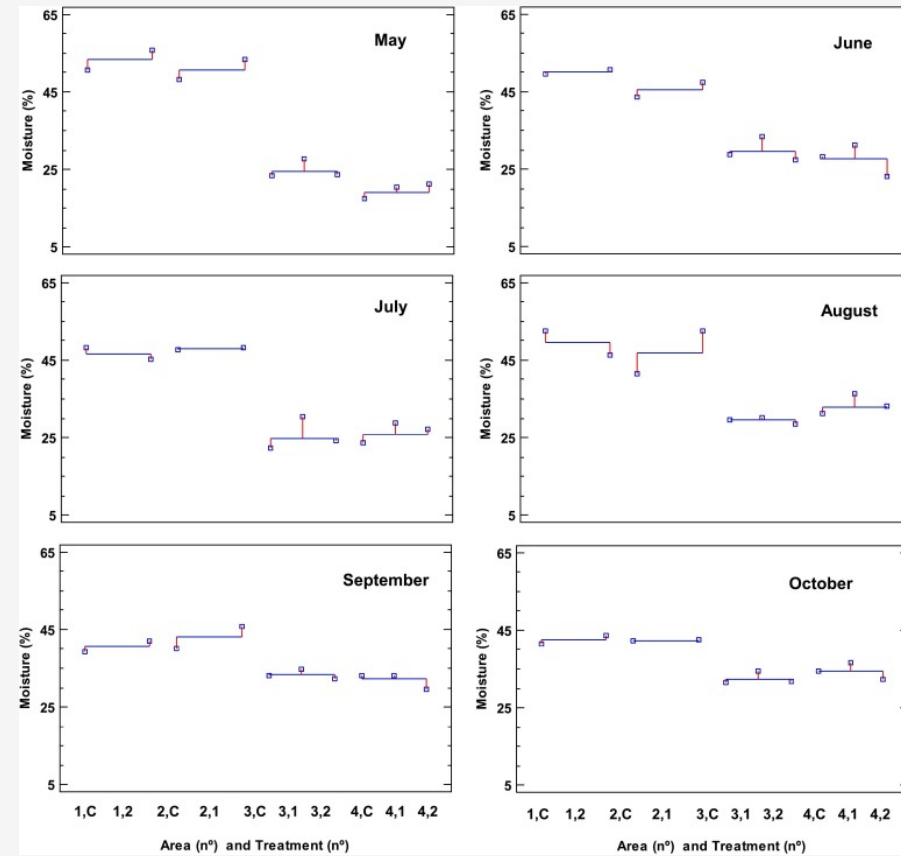 65
May
45
Moisture (%)
25
5
65
June
45
Moisture (%)
25
5
65
July
45
Moisture (%)
25
5
65
August
45
Moisture (%)
25
5
65
September
45
Moisture (%)
25
5
65
October
45
Moisture (%)
25
5
1,C 1,2 2,C 2,1 3,C 3,1 3,2 4,C 4,1 4,2
Area (nº) and Treatment (nº)
1,C 1,2 2,C 2,1 3,C 3,1 3,2 4,C 4,1 4,2
Area (nº) and Treatment (nº)